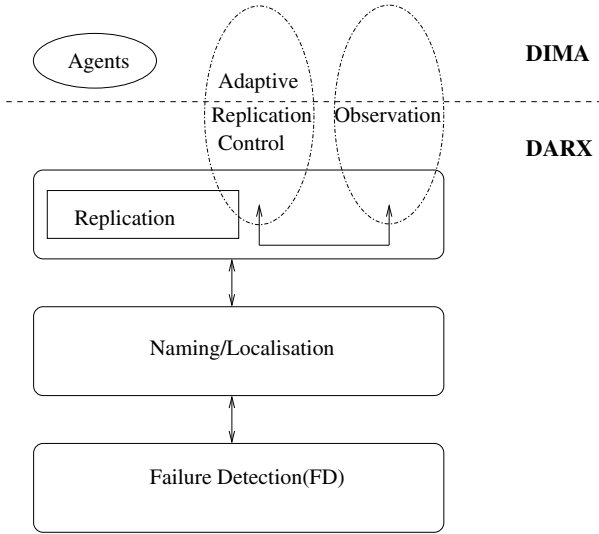 Agents
DIMA
Adaptive
Replication
Control
Observation
DARX
Replication
Naming/Localisation
Failure Detection(FD)